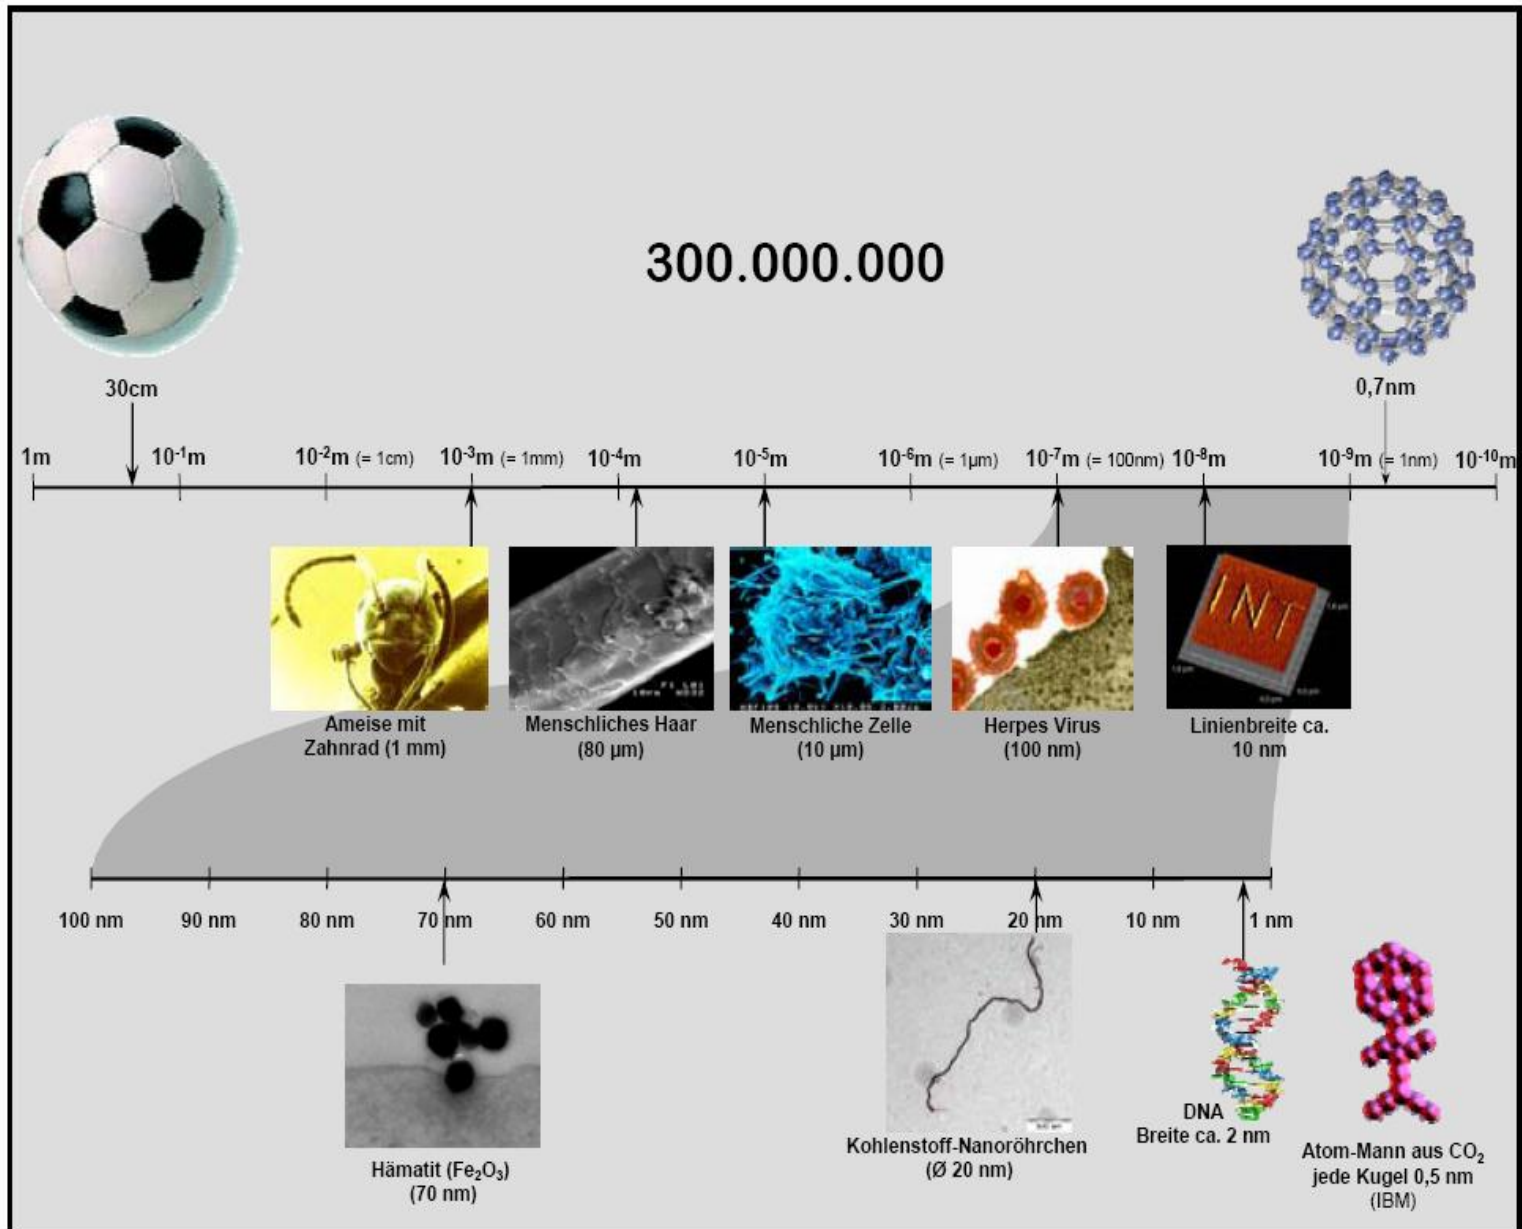 300.000.000
30cm
0,7nm
1m
10⁻¹m
10⁻²m (= 1cm)
10⁻³m (= 1mm)
10⁻⁴m
10⁻⁵m
10⁻⁶m (= 1µm)
10⁻⁷m (= 100nm)
10⁻⁸m
10⁻⁹m (= 1nm)
10⁻¹⁰m
INT
Ameise mit
Zahnrad (1 mm)
Menschliches Haar
(80 µm)
Menschliche Zelle
(10 µm)
Herpes Virus
(100 nm)
Linienbreite ca.
10 nm
100 nm
90 nm
80 nm
70 nm
60 nm
50 nm
40 nm
30 nm
20 nm
10 nm
1 nm
Hämatit (Fe₂O₃)
(70 nm)
Kohlenstoff-Nanoröhrchen
(Ø 20 nm)
DNA
Breite ca. 2 nm
Atom-Mann aus CO₂
jede Kugel 0,5 nm
(IBM)